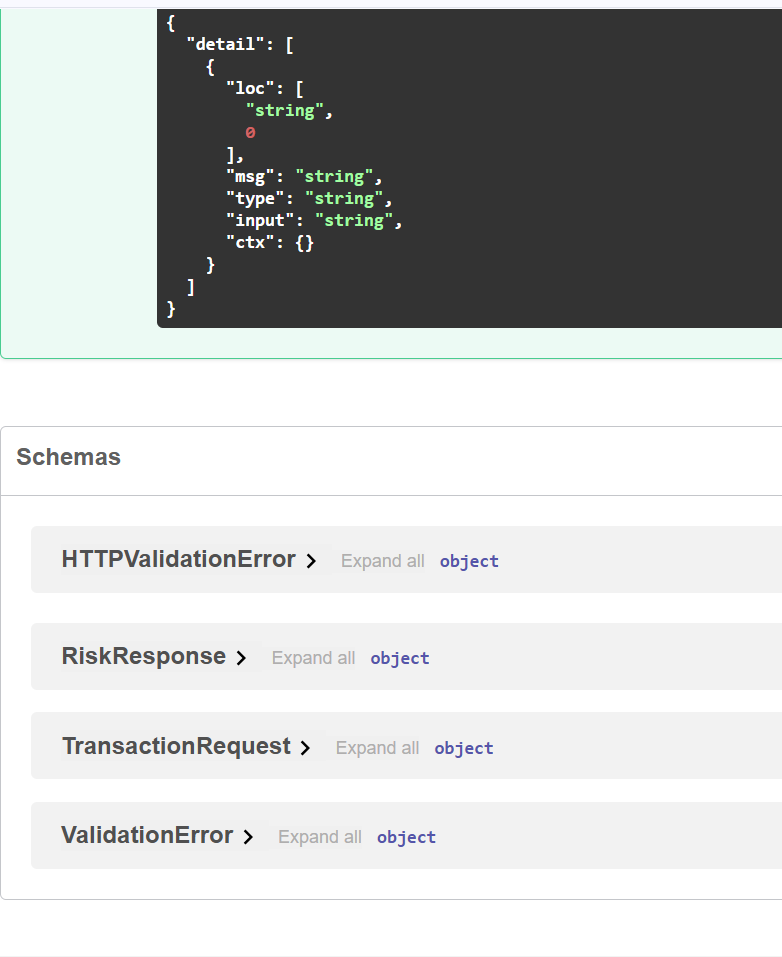 {
  "detail": [
    {
      "loc": [
        "string",
        0
      ],
      "msg": "string",
      "type": "string",
      "input": "string",
      "ctx": {}
    }
  ]
}
Schemas
HTTPValidationError Expand all object
RiskResponse Expand all object
TransactionRequest Expand all object
ValidationError Expand all object